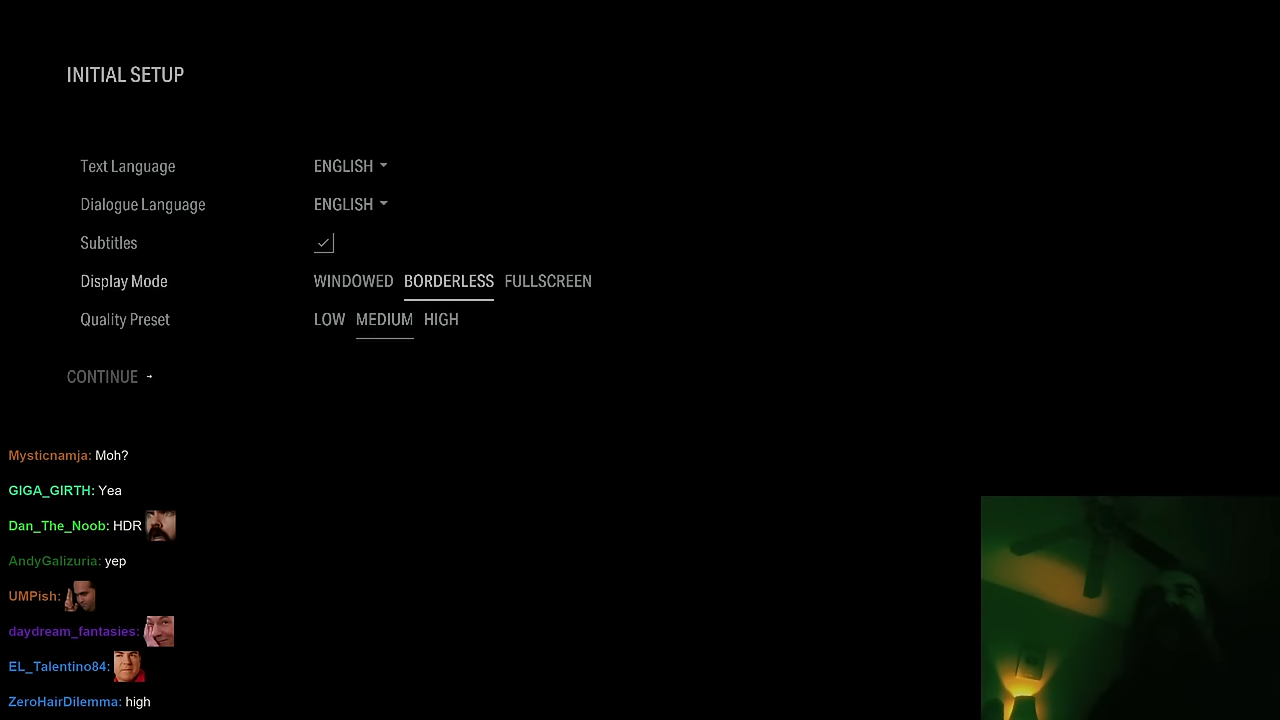 INITIAL SETUP
Text Language ENGLISH
Dialogue Language ENGLISH
Subtitles
Display Mode WINDOWED BORDERLESS FULLSCREEN
Quality Preset LOW MEDIUM HIGH
CONTINUE
Mysticnamja: Moh?
GIGA_GIRTH: Yea
Dan_The_Noob: HDR
AndyGalizuria: yep
UMPish:
daydream_fantasies:
EL_Talentino84:
ZeroHairDilemma: high